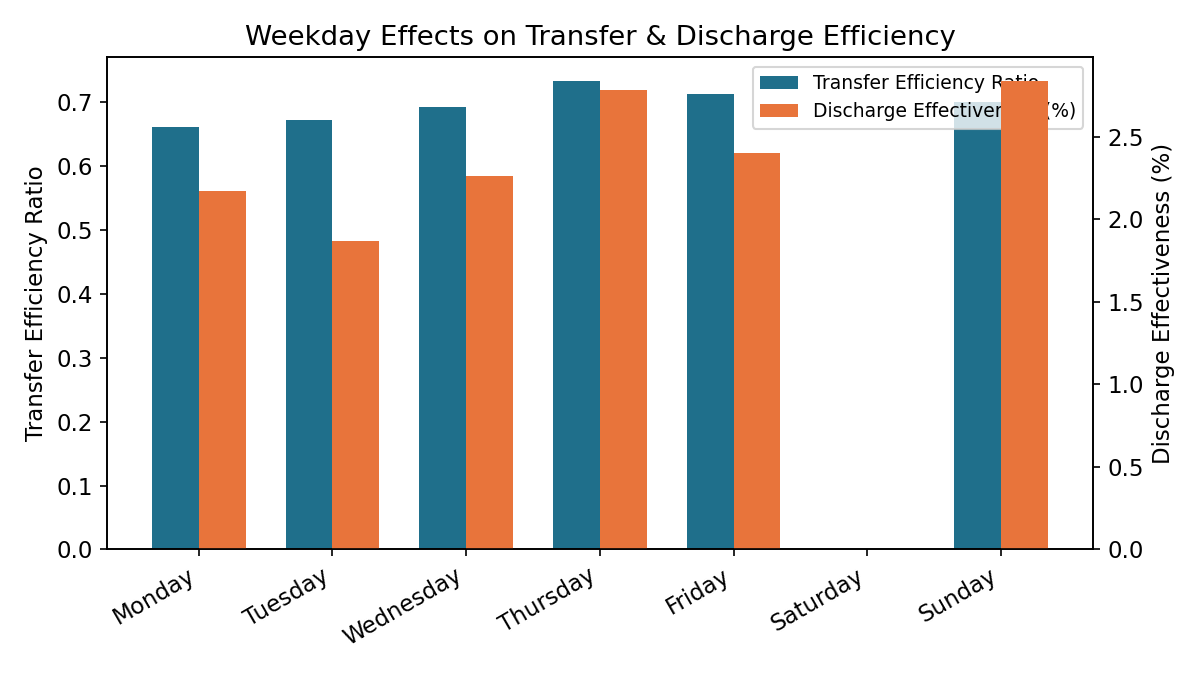 Weekday Effects on Transfer & Discharge Efficiency
Transfer Efficiency Ratio
Discharge (%)
0.7
0.6
0.5
0.4
0.3
0.2
0.1
0.0
Transfer Efficiency Ratio
2.5
2.0
1.5
1.0
0.5
0.0
Discharge Effectiveness (%)
Monday
Tuesday
Wednesday
Thursday
Friday
Saturday
Sunday